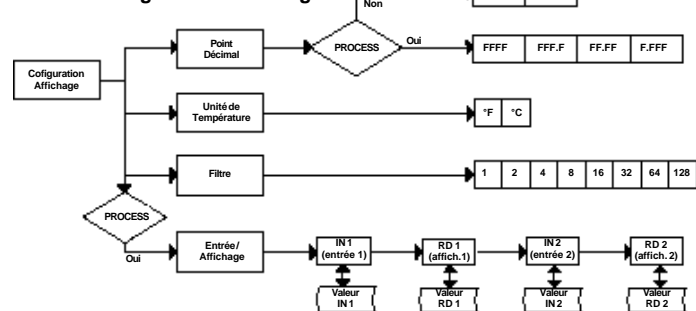 Non
Point
Décimal
PROCESS
Oui
FFFF FFF.F FF.FF F.FFF
Cofiguration
Affichage
Unité de
Température
°F °C
Filtre
1 2 4 8 16 32 64 128
PROCESS
Oui
Entrée/
Affichage
IN 1
(entrée 1)
RD 1
(affich.1)
IN 2
(entrée 2)
RD 2
(affich. 2)
Valeur
IN 1
Valeur
RD 1
Valeur
IN 2
Valeur
RD 2